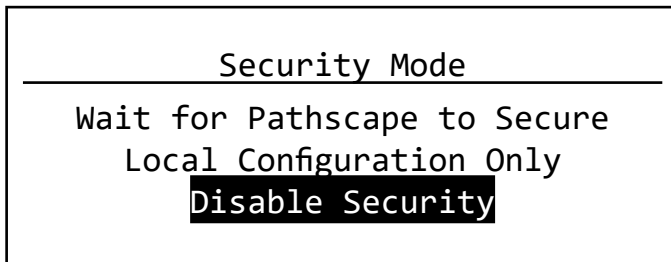 Security Mode
Wait for Pathscape to Secure
Local Configuration Only
Disable Security